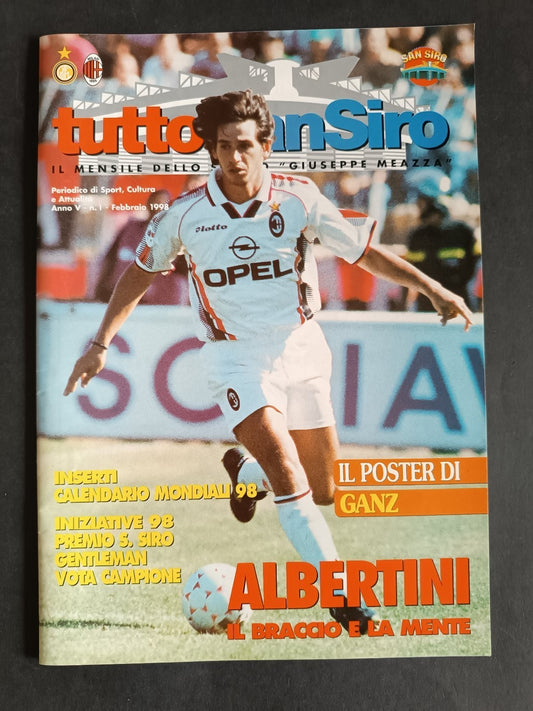 SAN SIRO
tutto anSiro
IL MENSILE DELLO "GIUSEPPE MEAZZA"
Periodico di Sport, Cultura
e Attualità
Anno V - n.1 - Febbraio 1998
lotto
OPEL
SO IAV
INSERTI
CALENDARIO MONDIALI 98
IL POSTER DI
GANZ
INIZIATIVE 98
PREMIO S. SIRO
GENTLEMAN
VOTA CAMPIONE
ALBERTINI
IL BRACCIO E LA MENTE